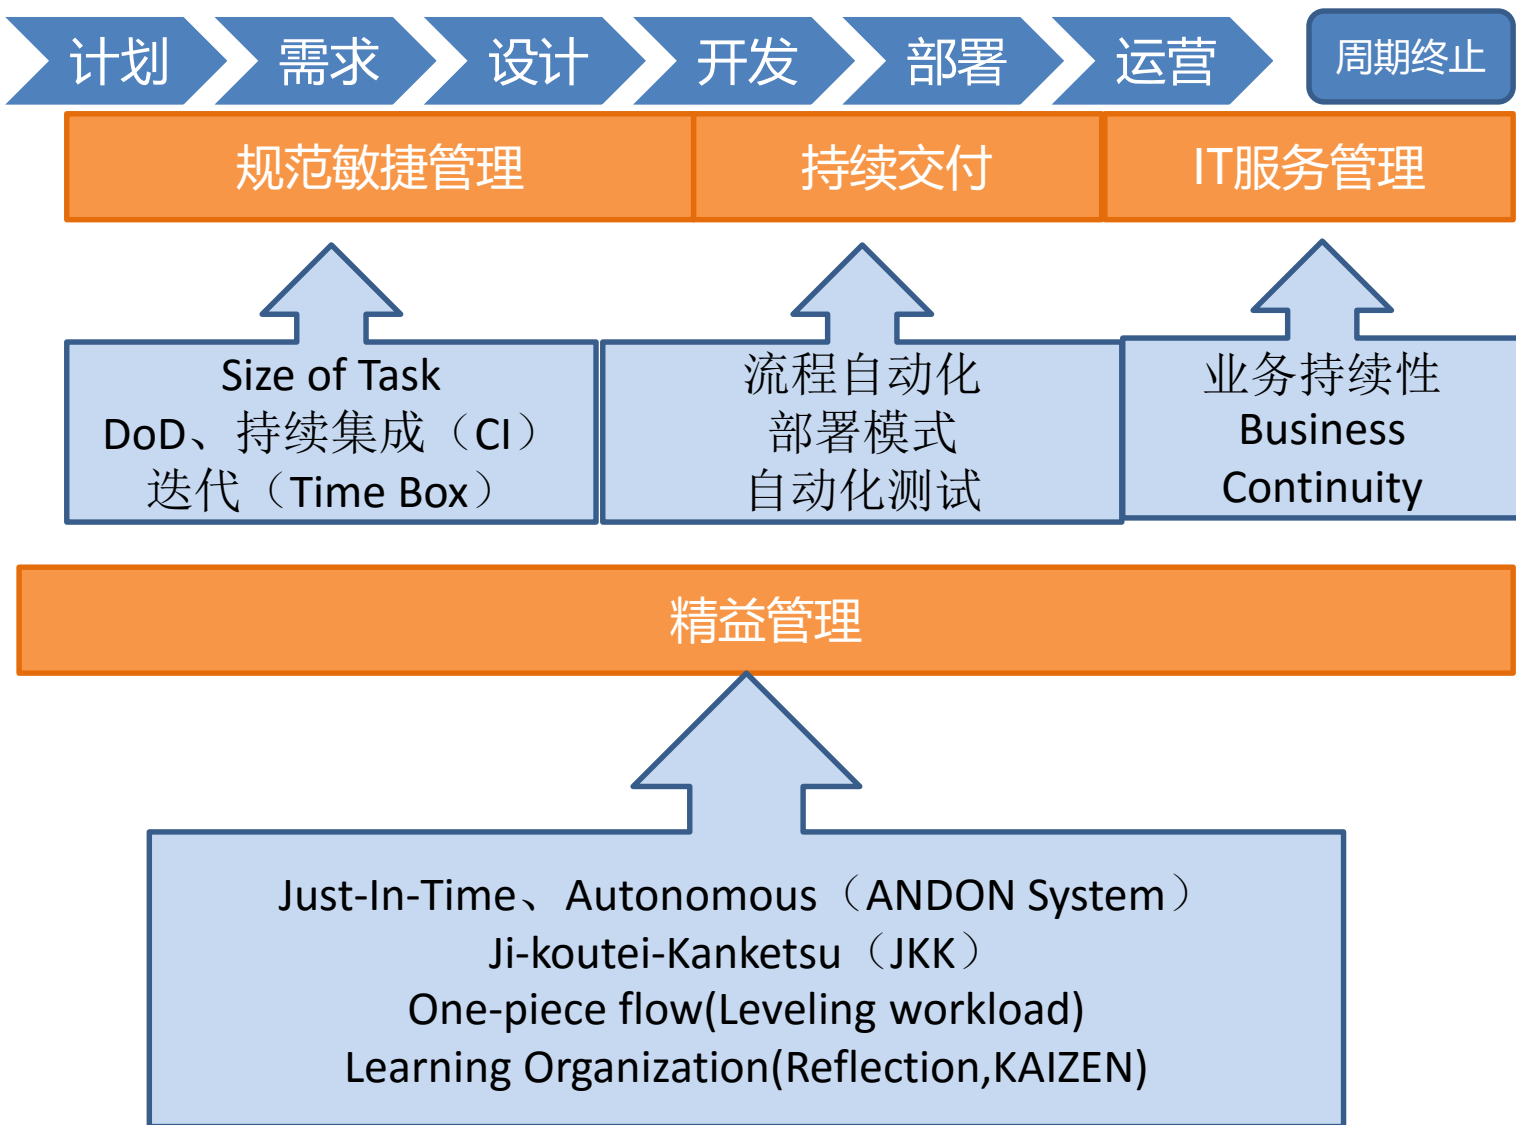 计划 需求 设计 开发 部署 运营 周期终止
规范敏捷管理 持续交付 IT服务管理
Size of Task
DoD、持续集成（CI）
迭代（Time Box）
流程自动化
部署模式
自动化测试
业务持续性
Business
Continuity
精益管理
Just-In-Time、Autonomous（ANDON System）
Ji-koutei-Kanketsu（JKK）
One-piece flow(Leveling workload)
Learning Organization(Reflection,KAIZEN)